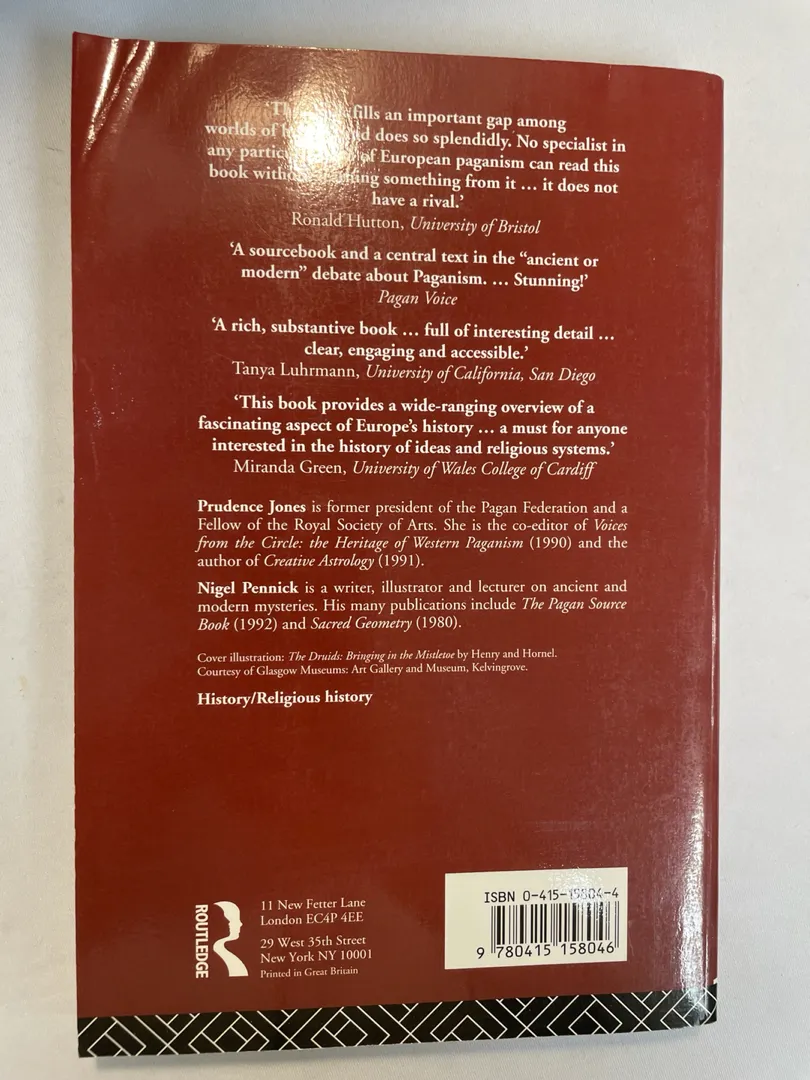 'Th fills an important gap among
worlds of does so splendidly. No specialist in
any of European paganism can read this
book something from it ... it does not
have a rival.'
Ronald Hutton, University of Bristol
'A sourcebook and a central text in the “ancient or
modern” debate about Paganism. ... Stunning!'
Pagan Voice
'A rich, substantive book ... full of interesting detail ...
clear, engaging and accessible.'
Tanya Luhrmann, University of California, San Diego
'This book provides a wide-ranging overview of a
fascinating aspect of Europe's history ... a must for anyone
interested in the history of ideas and religious systems.'
Miranda Green, University of Wales College of Cardiff
Prudence Jones is former president of the Pagan Federation and a
Fellow of the Royal Society of Arts. She is the co-editor of Voices
from the Circle: the Heritage of Western Paganism (1990) and the
author of Creative Astrology (1991).
Nigel Pennick is a writer, illustrator and lecturer on ancient and
modern mysteries. His many publications include The Pagan Source
Book (1992) and Sacred Geometry (1980).
Cover illustration: The Druids: Bringing in the Mistletoe by Henry and Hornel.
Courtesy of Glasgow Museums: Art Gallery and Museum, Kelvingrove.
History/Religious history
ROUTLEDGE
11 New Fetter Lane
London EC4P 4EE
29 West 35th Street
New York NY 10001
Printed in Great Britain
ISBN 0-415-15804-4
9 780415 158046